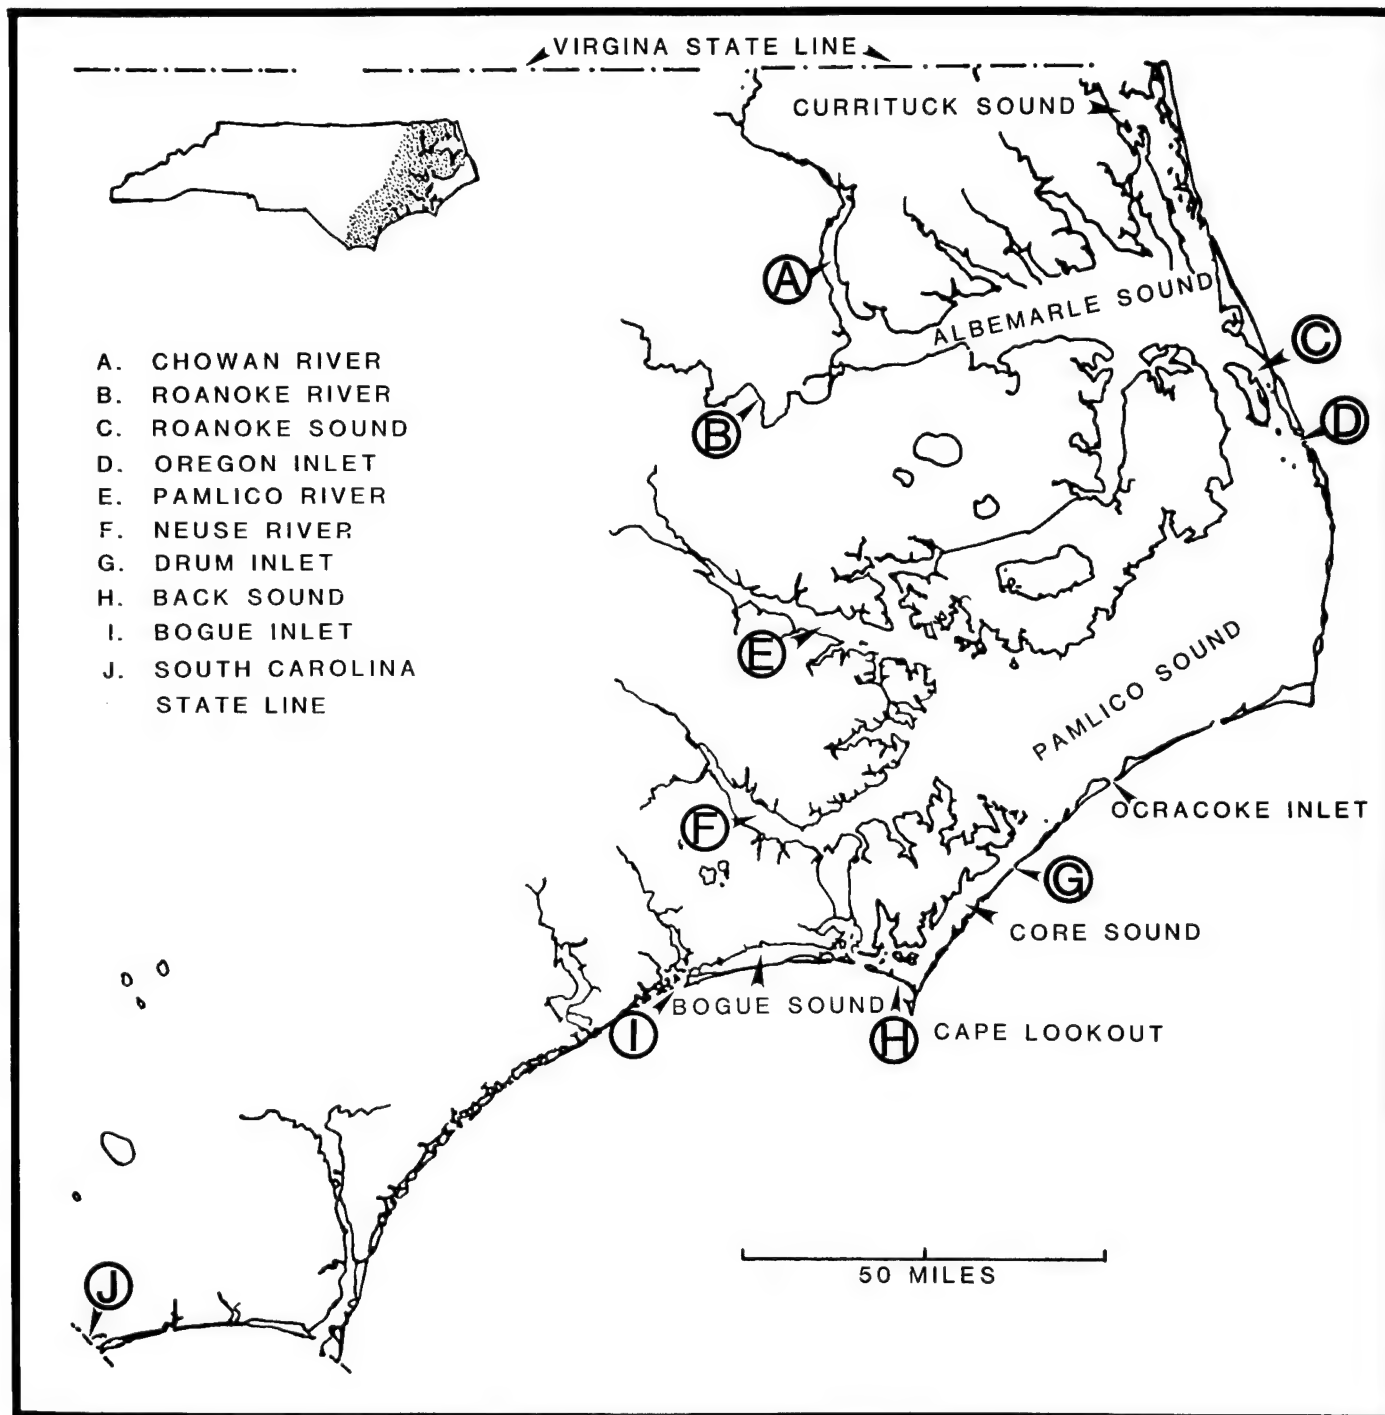 VIRGINA STATE LINE
CURRITUCK SOUND
A
ALBEMARLE SOUND
C
B
D
A. CHOWAN RIVER
B. ROANOKE RIVER
C. ROANOKE SOUND
D. OREGON INLET
E. PAMLICO RIVER
F. NEUSE RIVER
G. DRUM INLET
H. BACK SOUND
I. BOGUE INLET
J. SOUTH CAROLINA
STATE LINE
E
PAMLICO SOUND
F
OCRACOKE INLET
G
CORE SOUND
BOGUE SOUND
I
H
CAPE LOOKOUT
J
50 MILES